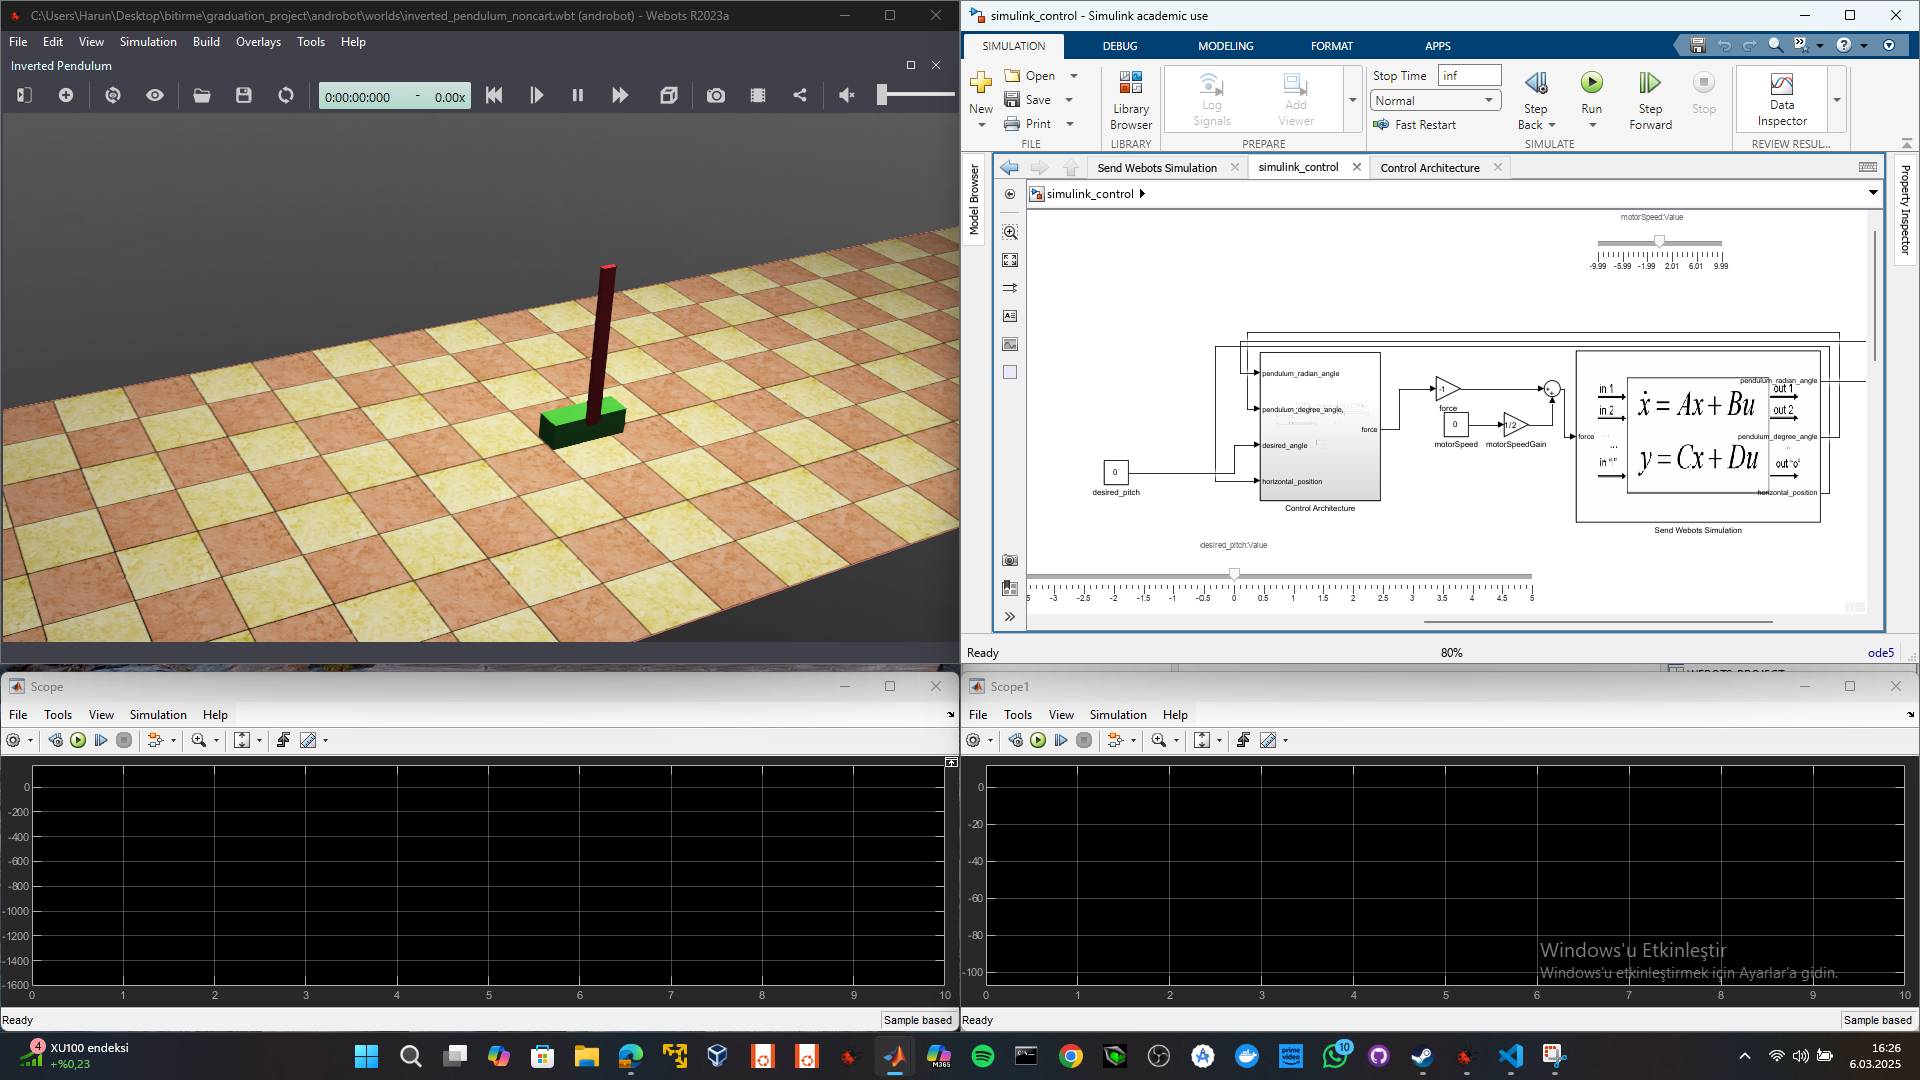 C:\Users\Harun\Desktop\bitirme\graduation_project\androbot\worlds\inverted_pendulum_noncart.wbt (androbot) - Webots R2023a
File Edit View Simulation Build Overlays Tools Help
Inverted Pendulum
0:00:00:000 - 0.00x
simulink_control - Simulink academic use
SIMULATION DEBUG MODELING FORMAT APPS
New
Open
Save
Print
FILE
Library Browser
LIBRARY
Log Signals
Add Viewer
PREPARE
Stop Time inf
Normal
Fast Restart
Step Back
Run
Step Forward
Stop
SIMULATE
Data Inspector
REVIEW RESUL...
Model Browser
Property Inspector
Send Webots Simulation simulink_control Control Architecture
simulink_control
motorSpeed:Value
-9.99 -5.99 -1.99 2.01 6.01 9.99
pendulum_radian_angle
pendulum_degree_angle,
desired_angle
horizontal_position
force
Control Architecture
0
desired_pitch
-1
force
0
motorSpeed
1/2
motorSpeedGain
force
in 1
in 2
...
in "i"
ẋ = Ax + Bu
y = Cx + Du
pendulum_radian_angle
out 1
out 2
pendulum_degree_angle
out "o"
horizontal_position
Send Webots Simulation
desired_pitch:Value
5 -3 -2.5 -2 -1.5 -1 -0.5 0 0.5 1 1.5 2 2.5 3 3.5 4 4.5 5
Ready 80% ode5
Scope
File Tools View Simulation Help
0
-200
-400
-600
-800
-1000
-1200
-1400
-1600
0 1 2 3 4 5 6 7 8 9 10
Ready Sample based
Scope1
File Tools View Simulation Help
0
-20
-40
-60
-80
-100
0 1 2 3 4 5 6 7 8 9 10
Windows'u Etkinleştir
Windows'u etkinleştirmek için Ayarlar'a gidin.
Ready Sample based
4
XU100 endeksi
+%0,23
M365
prime video
10
16:26
6.03.2025